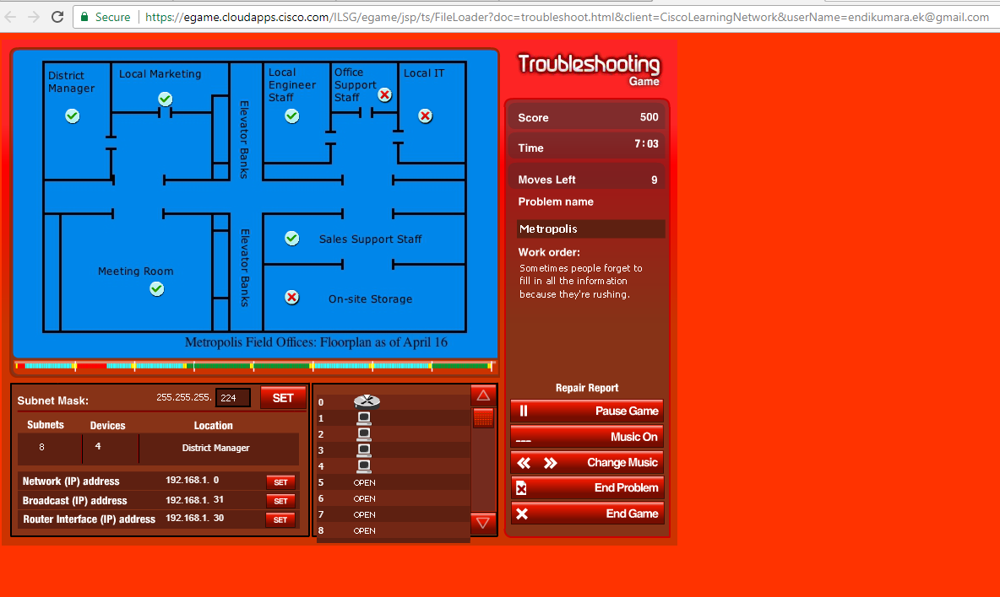 Secure
https://egame.cloudapps.cisco.com/ILSG/egame/jsp/ts/FileLoader?doc=troubleshoot.html&client=CiscoLearningNetwork&userName=endikumara.ek@gmail.com
District
Manager
Local Marketing
Elevator Banks
Local
Engineer
Staff
Office
Support
Staff
Local IT
Meeting Room
Elevator Banks
Sales Support Staff
On-site Storage
Metropolis Field Offices: Floorplan as of April 16
Troubleshooting
Game
Score 500
Time 7:03
Moves Left 9
Problem name
Metropolis
Work order:
Sometimes people forget to
fill in all the information
because they're rushing.
Repair Report
Pause Game
Music On
Change Music
End Problem
End Game
Subnet Mask: 255.255.255. 224 SET
Subnets Devices Location
8 4 District Manager
Network (IP) address 192.168.1. 0 SET
Broadcast (IP) address 192.168.1. 31 SET
Router Interface (IP) address 192.168.1. 30 SET
0
1
2
3
4
5 OPEN
6 OPEN
7 OPEN
8 OPEN